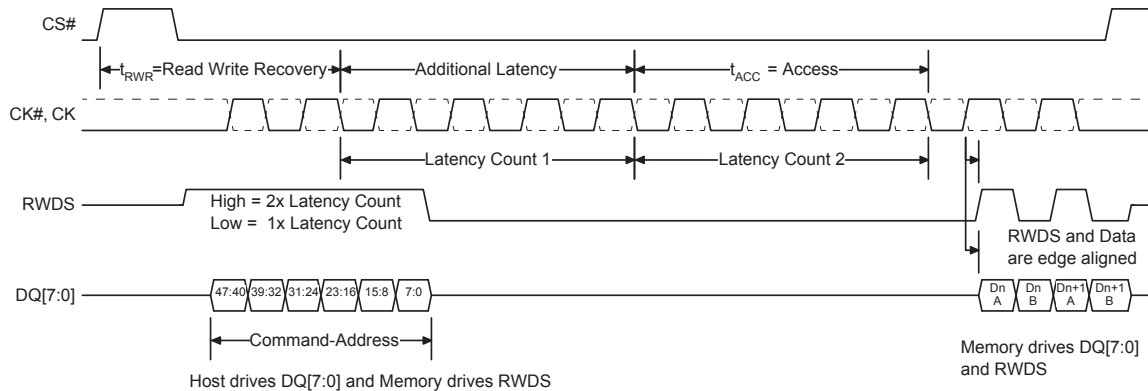 CS#
t_RWR=Read Write Recovery
Additional Latency
t_ACC = Access
CK#, CK
Latency Count 1
Latency Count 2
RWDS
High = 2x Latency Count
Low = 1x Latency Count
RWDS and Data
are edge aligned
DQ[7:0]
47:40
39:32
31:24
23:16
15:8
7:0
Dn
A
Dn
B
Dn+1
A
Dn+1
B
Command-Address
Host drives DQ[7:0] and Memory drives RWDS
Memory drives DQ[7:0]
and RWDS